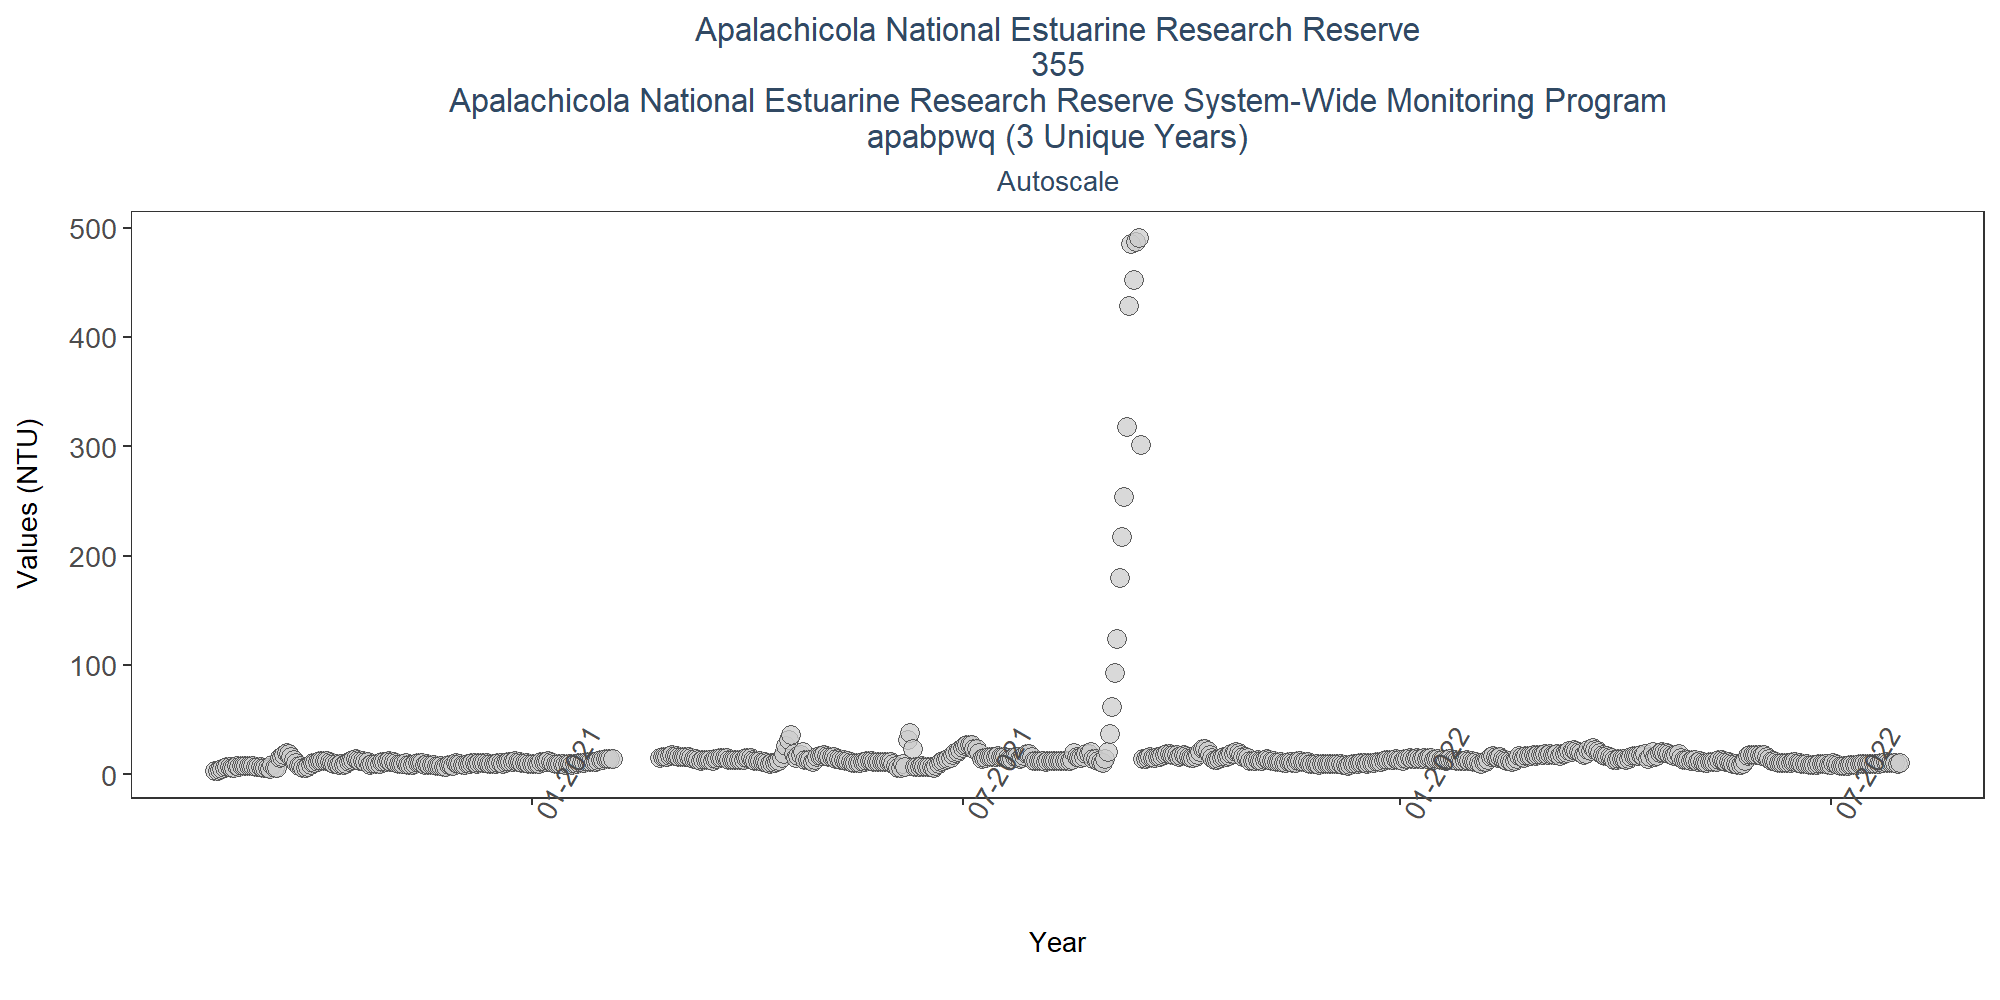 Apalachicola National Estuarine Research Reserve
355
Apalachicola National Estuarine Research Reserve System-Wide Monitoring Program
apabpwq (3 Unique Years)
Autoscale
500
400
300
200
100
0
Values (NTU)
01-2021
07-2021
01-2022
07-2022
Year